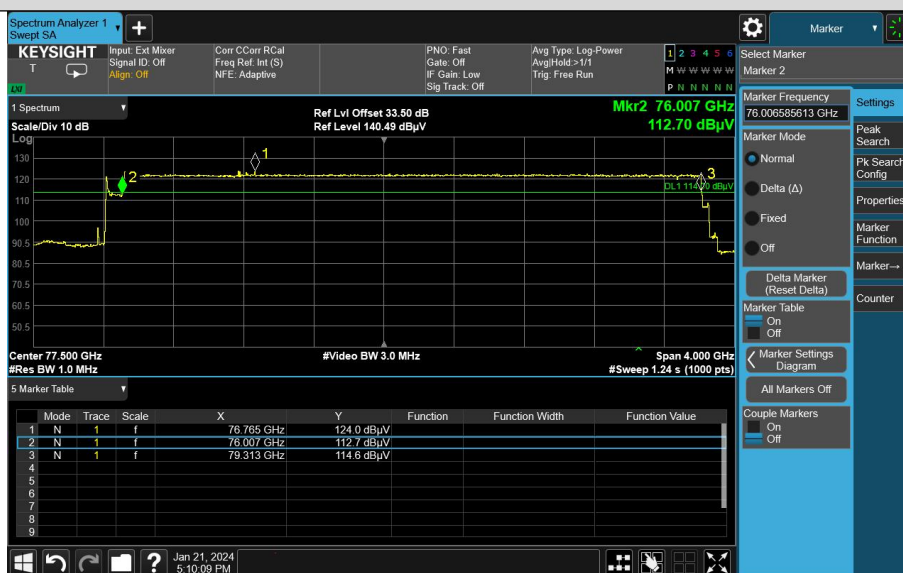 Spectrum Analyzer 1
Swept SA
Marker
KEYSIGHT
T
LXI
Input: Ext Mixer
Signal ID: Off
Align: Off
Corr CCorr RCal
Freq Ref: Int (S)
NFE: Adaptive
PNO: Fast
Gate: Off
IF Gain: Low
Sig Track: Off
Avg Type: Log-Power
Avg|Hold:>1/1
Trig: Free Run
1 2 3 4 5 6
M W W W W W
P N N N N N
1 Spectrum
Scale/Div 10 dB
Log
Ref Lvl Offset 33.50 dB
Ref Level 140.49 dBµV
Mkr2 76.007 GHz
112.70 dBµV
130
120
110
100
90.5
80.5
70.5
60.5
50.5
1
2
3
DL1 114.70 dBµV
Center 77.500 GHz
#Res BW 1.0 MHz
#Video BW 3.0 MHz
Span 4.000 GHz
#Sweep 1.24 s (1000 pts)
5 Marker Table
Mode Trace Scale X Y Function Function Width Function Value
1 N 1 f 76.765 GHz 124.0 dBµV
2 N 1 f 76.007 GHz 112.7 dBµV
3 N 1 f 79.313 GHz 114.6 dBµV
4
5
6
7
8
9
?
Jan 21, 2024
5:10:09 PM
Select Marker
Marker 2
Marker Frequency
76.006585613 GHz
Marker Mode
Normal
Delta (Δ)
Fixed
Off
Delta Marker
(Reset Delta)
Marker Table
On
Off
Marker Settings
Diagram
All Markers Off
Couple Markers
On
Off
Settings
Peak
Search
Pk Search
Config
Properties
Marker
Function
Marker→
Counter